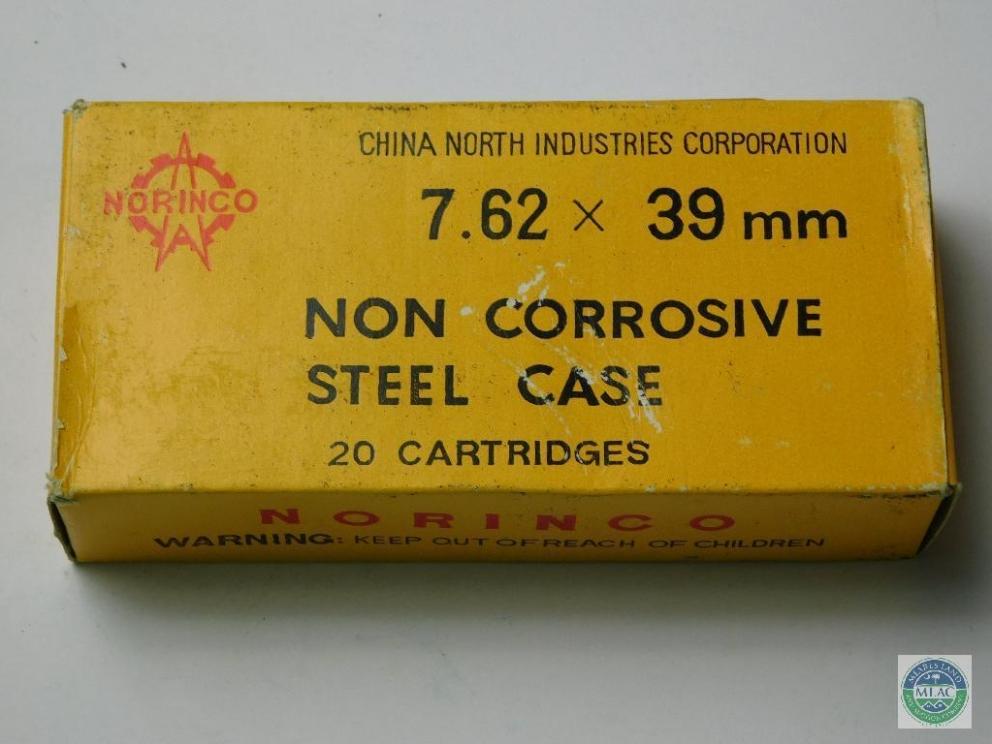 CHINA NORTH INDUSTRIES CORPORATION
NORINCO
7.62 × 39 mm
NON CORROSIVE
STEEL CASE
20 CARTRIDGES
NORINCO
WARNING: KEEP OUT OF REACH OF CHILDREN
MLAC